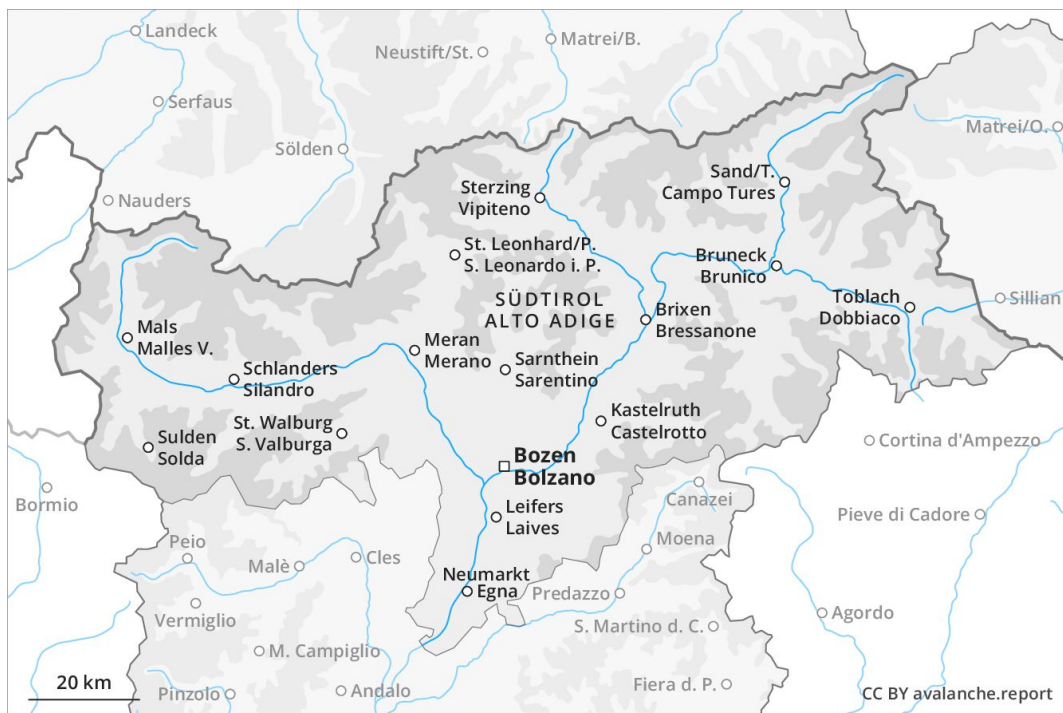 Landeck
Neustift/St.
Matrei/B.
Serfaus
Matrei/O.
Sölden
Nauders
Sterzing
Vipiteno
Sand/T.
Campo Tures
St. Leonhard/P.
S. Leonardo i. P.
Bruneck
Brunico
SÜDTIROL
ALTO ADIGE
Toblach
Dobbiaco
Sillian
Brixen
Bressanone
Mals
Malles V.
Meran
Merano
Schlanders
Silandro
Sarnthein
Sarentino
St. Walburg
S. Valburga
Kastelruth
Castelrotto
Sulden
Solda
Cortina d'Ampezzo
Bozen
Bolzano
Bormio
Canazei
Leifers
Laives
Pieve di Cadore
Moena
Peio
Malè
Cles
Neumarkt
Egna
Predazzo
Vermiglio
Agordo
S. Martino d. C.
M. Campiglio
20 km
Pinzolo
Andalo
Fiera d. P.
CC BY avalanche.report